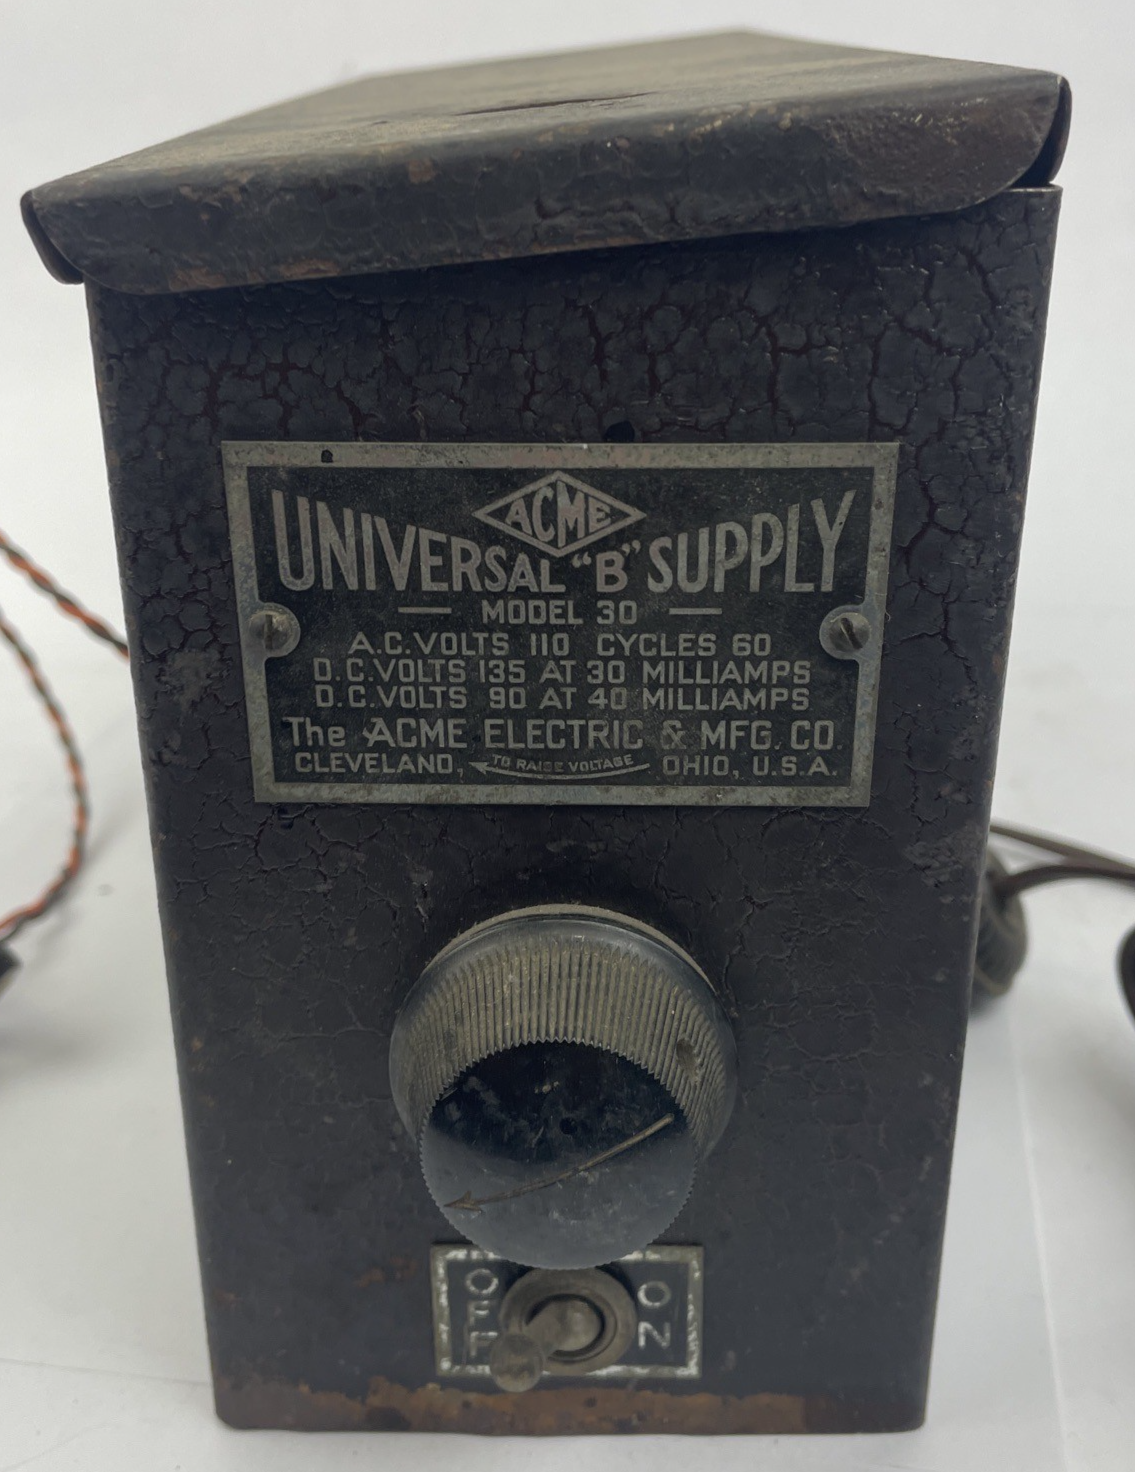 ACME
UNIVERSAL "B" SUPPLY
MODEL 30
A.C. VOLTS 110 CYCLES 60
D.C. VOLTS 135 AT 30 MILLIAMPS
D.C. VOLTS 90 AT 40 MILLIAMPS
The ACME ELECTRIC & MFG. CO.
CLEVELAND, TO RAISE VOLTAGE OHIO, U.S.A.
OFF ON